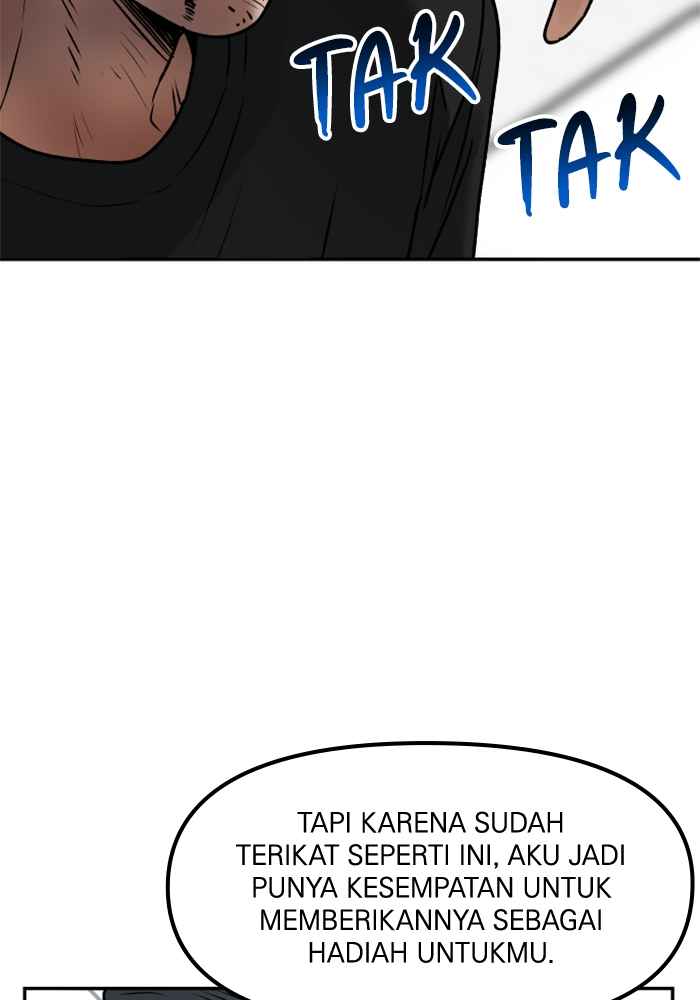 TAK
TAK
TAPI KARENA SUDAH
TERIKAT SEPERTI INI, AKU JADI
PUNYA KESEMPATAN UNTUK
MEMBERIKANNYA SEBAGAI
HADIAH UNTUKMU.